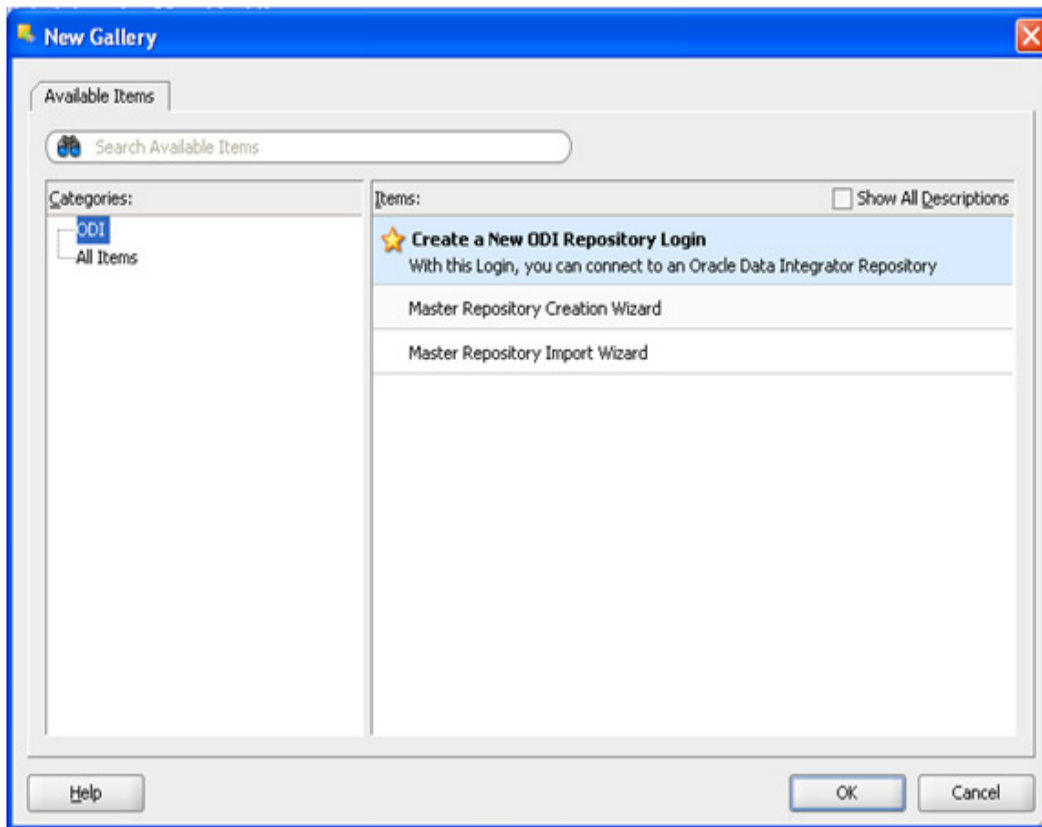 New Gallery
Available Items
Search Available Items
Categories:
ODI
All Items
Items:
Show All Descriptions
Create a New ODI Repository Login
With this Login, you can connect to an Oracle Data Integrator Repository
Master Repository Creation Wizard
Master Repository Import Wizard
Help
OK
Cancel